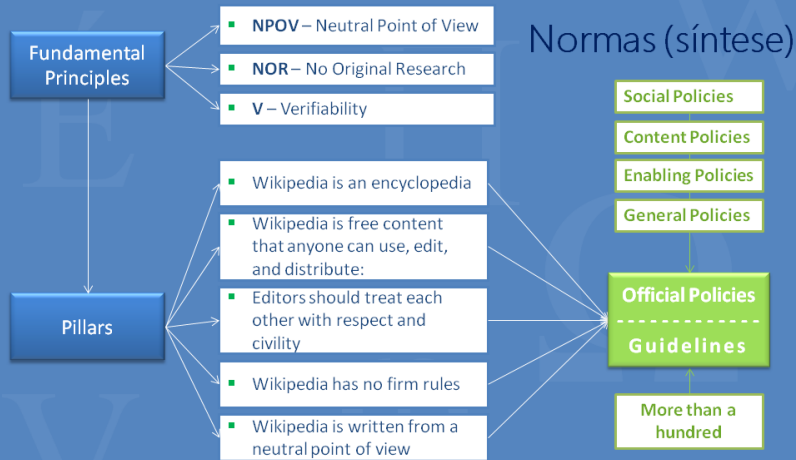 Normas (síntese)
Fundamental
Principles
NPOV – Neutral Point of View
NOR – No Original Research
V – Verifiability
Social Policies
Content Policies
Enabling Policies
General Policies
Wikipedia is an encyclopedia
Wikipedia is free content
that anyone can use, edit,
and distribute:
Editors should treat each
other with respect and
civility
Wikipedia has no firm rules
Wikipedia is written from a
neutral point of view
Pillars
Official Policies
Guidelines
More than a
hundred